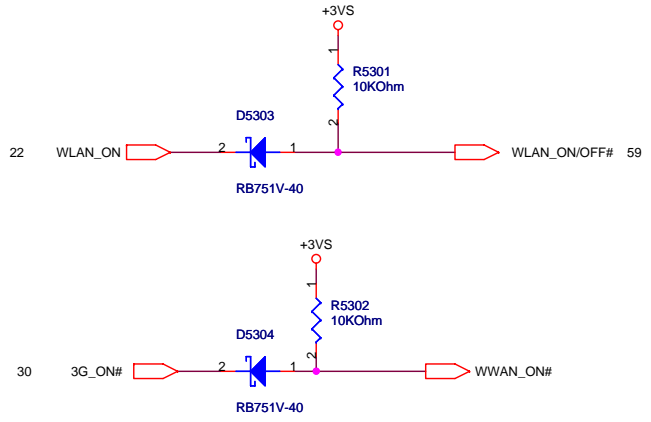 +3VS
1
R5301
10KOhm
2
D5303
22 WLAN_ON 2 1 WLAN_ON/OFF# 59
RB751V-40
+3VS
1
R5302
10KOhm
2
D5304
30 3G_ON# 2 1 WWAN_ON#
RB751V-40